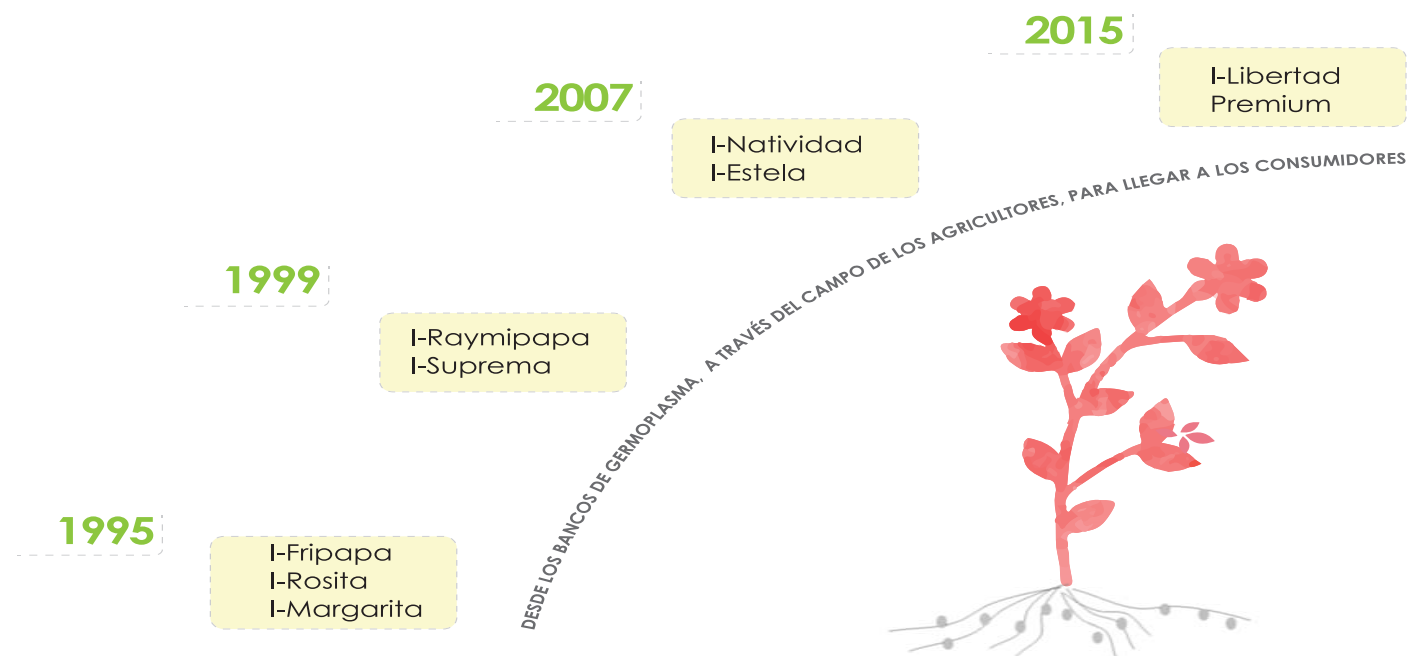 2015
I-Libertad
Premium
2007
I-Natividad
I-Estela
1999
I-Raymipapa
I-Suprema
1995
I-Fripapa
I-Rosita
I-Margarita
DESDE LOS BANCOS DE GERMOPLASMA, A TRAVÉS DEL CAMPO DE LOS AGRICULTORES, PARA LLEGAR A LOS CONSUMIDORES